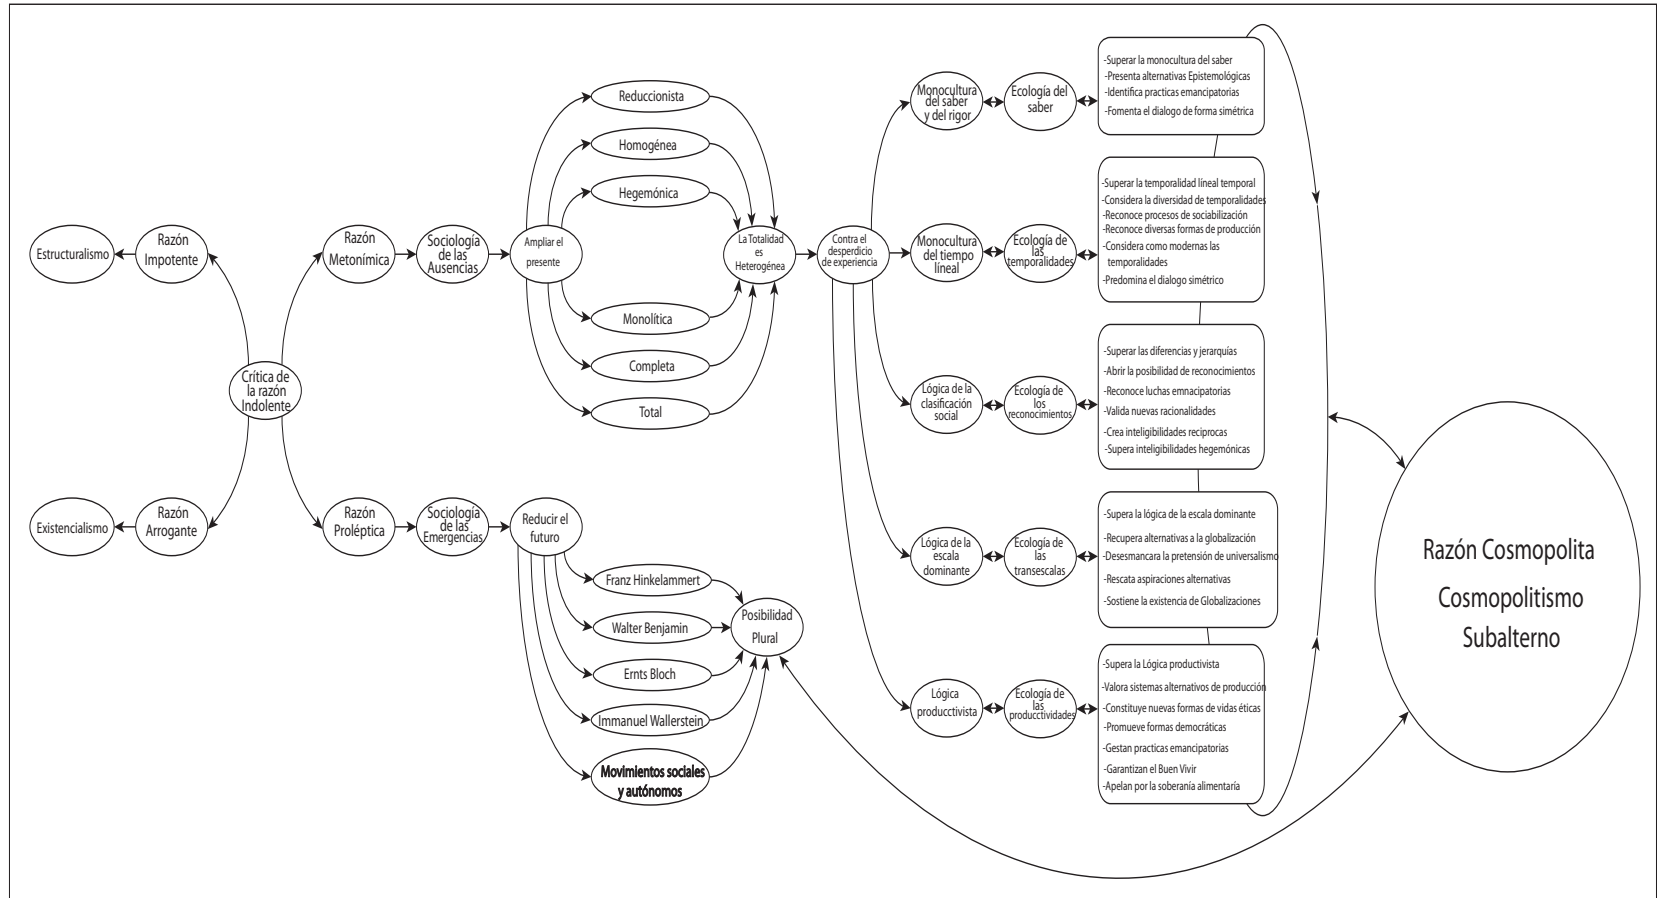 Estructuralismo
Razón
Impotente
Crítica de
la razón
Indolente
Existencialismo
Razón
Arrogante
Razón
Metonímica
Sociología
de las
Ausencias
Ampliar el
presente
Reduccionista
Homogénea
Hegemónica
Monolítica
Completa
Total
La Totalidad
es
Heterogénea
Contra el
desperdicio
de experiencia
Razón
Proléptica
Sociología
de las
Emergencias
Reducir el
futuro
Franz Hinkelammert
Walter Benjamin
Ernts Bloch
Immanuel Wallerstein
Movimientos sociales
y autónomos
Posibilidad
Plural
Monocultura
del saber
y del rigor
Ecología del
saber
-Superar la monocultura del saber
-Presenta alternativas Epistemológicas
-Identifica practicas emancipatorias
-Fomenta el dialogo de forma simétrica
Monocultura
del tiempo
líneal
Ecología de
las
temporalidades
-Superar la temporalidad líneal temporal
-Considera la diversidad de temporalidades
-Reconoce procesos de sociabilización
-Reconoce diversas formas de producción
-Considera como modernas las
temporalidades
-Predomina el dialogo simétrico
Lógica de la
clasificación
social
Ecología de
los
reconocimientos
-Superar las diferencias y jerarquías
-Abrir la posibilidad de reconocimientos
-Reconoce luchas emnacipatorias
-Valida nuevas racionalidades
-Crea inteligibilidades reciprocas
-Supera inteligibilidades hegemónicas
Lógica de la
escala
dominante
Ecología de
las
transescalas
-Supera la lógica de la escala dominante
-Recupera alternativas a la globalización
-Desesmancara la pretensión de universalismo
-Rescata aspiraciones alternativas
-Sostiene la existencia de Globalizaciones
Lógica
producctivista
Ecología de
las
producctividades
-Supera la Lógica productivista
-Valora sistemas alternativos de producción
-Constituye nuevas formas de vidas éticas
-Promueve formas democráticas
-Gestan practicas emancipatorias
-Garantizan el Buen Vivir
-Apelan por la soberanía alimentaría
Razón Cosmopolita
Cosmopolitismo
Subalterno